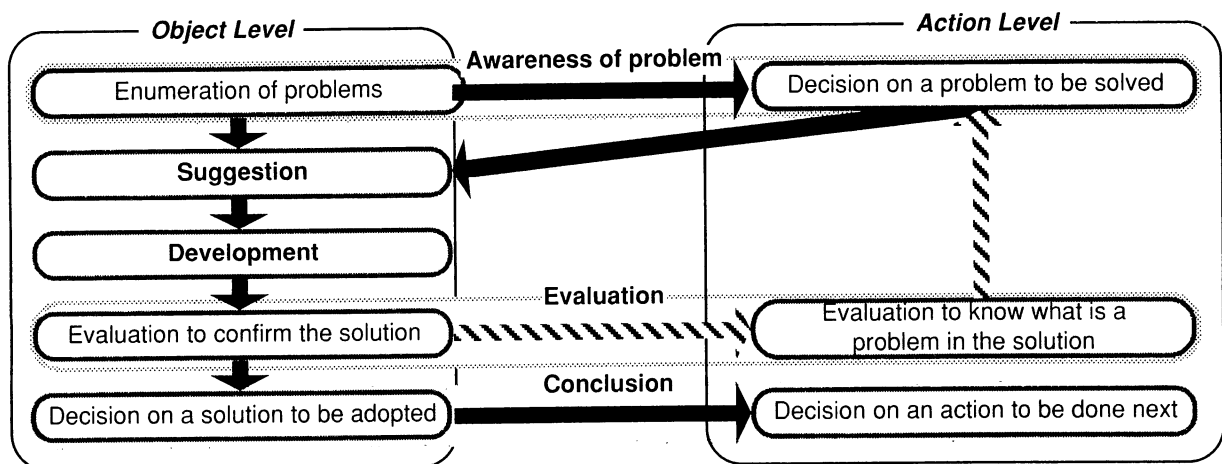 Object Level
Action Level
Awareness of problem
Enumeration of problems
Decision on a problem to be solved
Suggestion
Development
Evaluation
Evaluation to confirm the solution
Evaluation to know what is a
problem in the solution
Conclusion
Decision on a solution to be adopted
Decision on an action to be done next